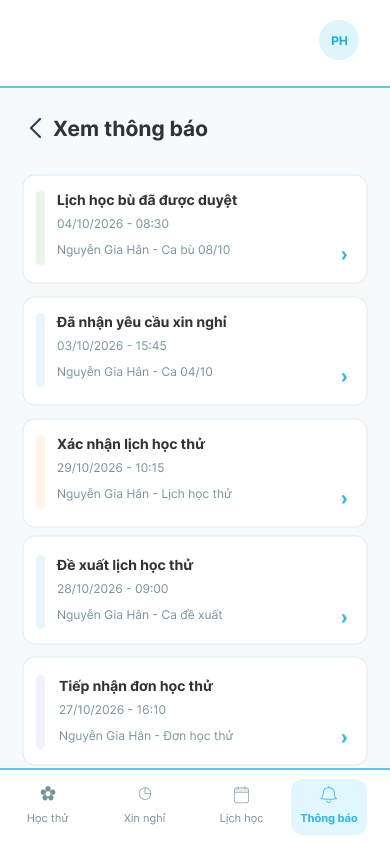 PH
Xem thông báo
Lịch học bù đã được duyệt
04/10/2026 - 08:30
Nguyễn Gia Hân - Ca bù 08/10
Đã nhận yêu cầu xin nghỉ
03/10/2026 - 15:45
Nguyễn Gia Hân - Ca 04/10
Xác nhận lịch học thử
29/10/2026 - 10:15
Nguyễn Gia Hân - Lịch học thử
Đề xuất lịch học thử
28/10/2026 - 09:00
Nguyễn Gia Hân - Ca đề xuất
Tiếp nhận đơn học thử
27/10/2026 - 16:10
Nguyễn Gia Hân - Đơn học thử
Học thử
Xin nghỉ
Lịch học
Thông báo